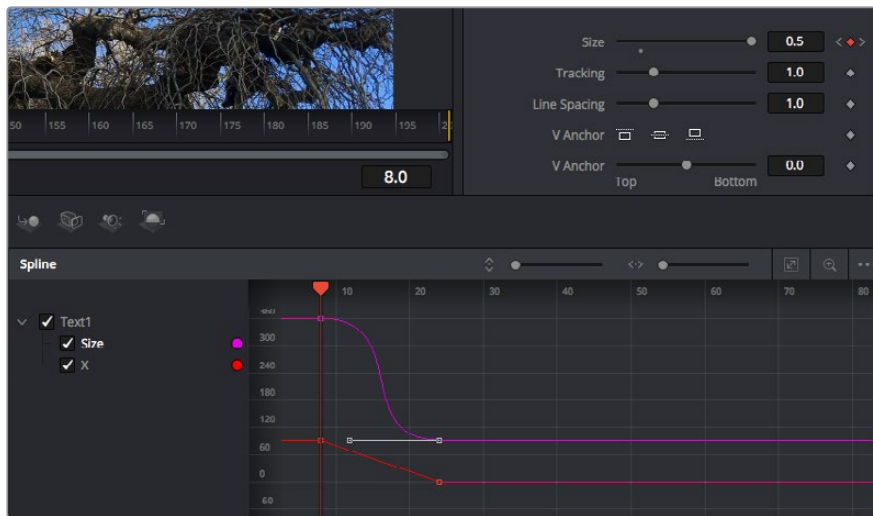 Size 0.5
Tracking 1.0
Line Spacing 1.0
V Anchor
V Anchor 0.0
Top Bottom
50 155 160 165 170 175 180 185 190 195
8.0
Spline
10 20 30 40 50 60 70 80
Text1
Size
X
300
240
180
120
60
0
60